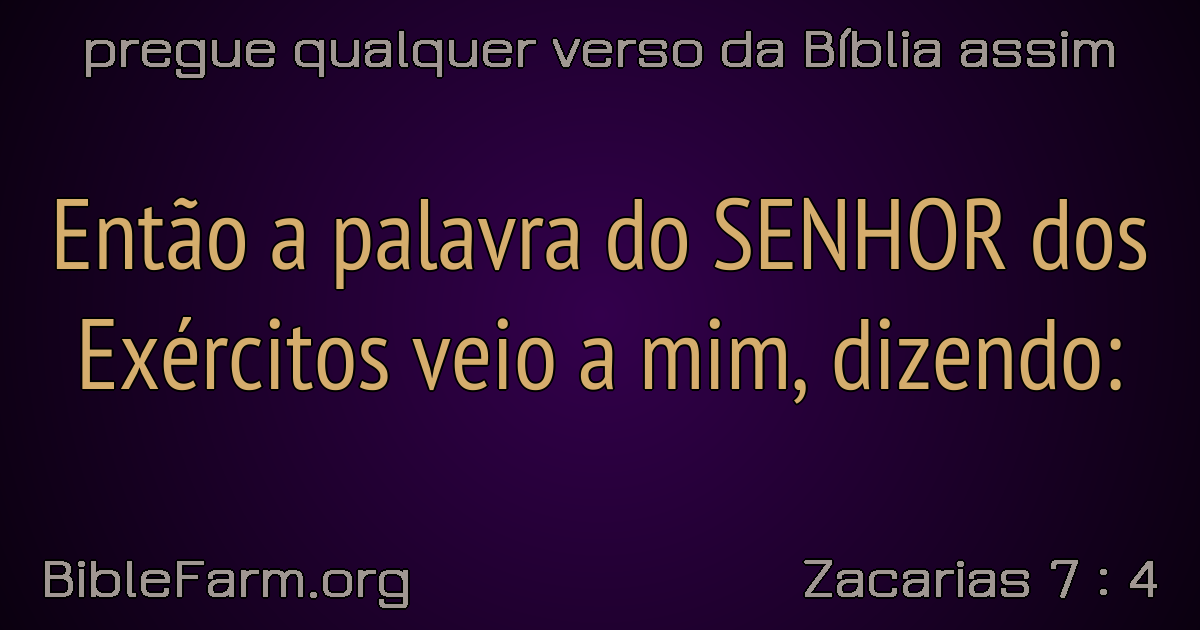 pregue qualquer verso da Bíblia assim
Então a palavra do SENHOR dos
Exércitos veio a mim, dizendo:
BibleFarm.org
Zacarias 7 : 4